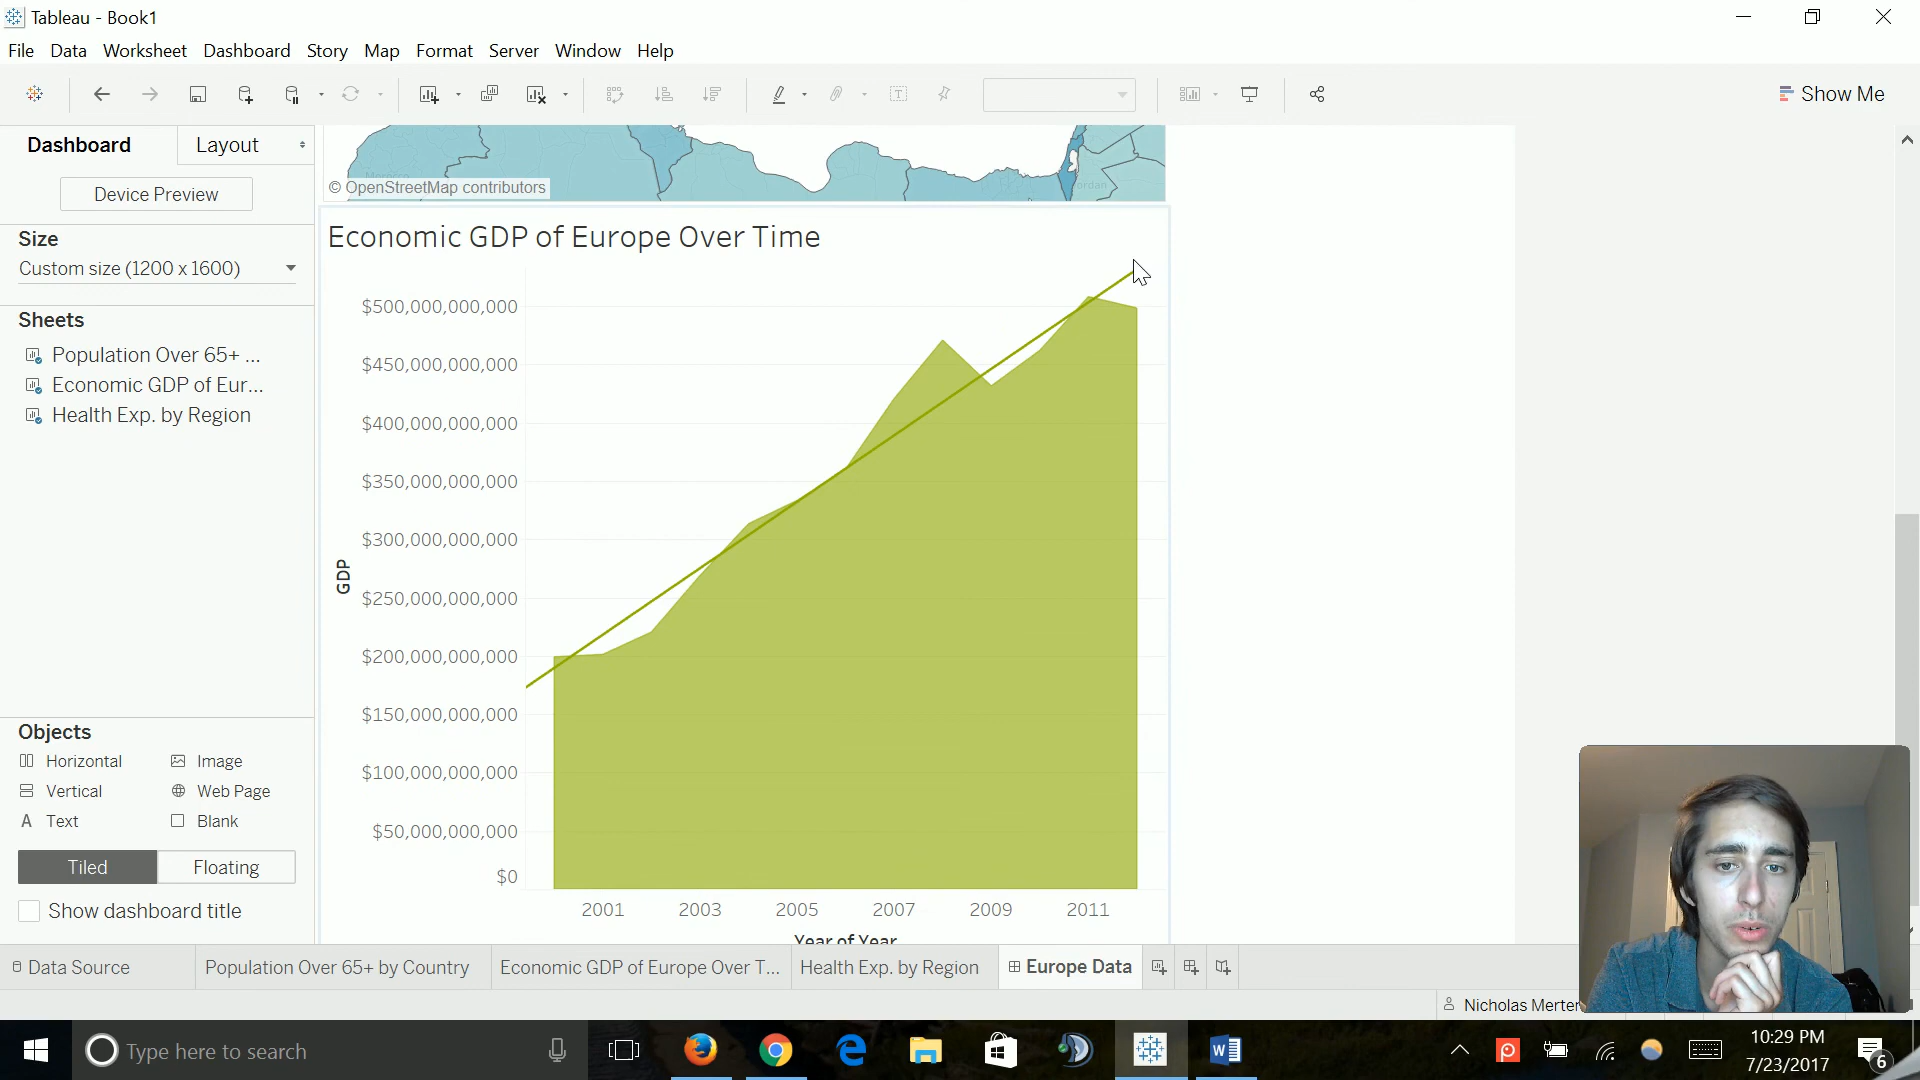 Tableau - Book1
File Data Worksheet Dashboard Story Map Format Server Window Help
Show Me
Dashboard Layout
Device Preview
Size
Custom size (1200 x 1600)
Sheets
Population Over 65+ ...
Economic GDP of Eur...
Health Exp. by Region
© OpenStreetMap contributors
Economic GDP of Europe Over Time
$500,000,000,000
$450,000,000,000
$400,000,000,000
$350,000,000,000
$300,000,000,000
$250,000,000,000
$200,000,000,000
$150,000,000,000
$100,000,000,000
$50,000,000,000
$0
GDP
2001 2003 2005 2007 2009 2011
Year of Year
Objects
Horizontal Image
Vertical Web Page
A Text Blank
Tiled Floating
Show dashboard title
Data Source Population Over 65+ by Country Economic GDP of Europe Over T... Health Exp. by Region Europe Data
Nicholas Merten
Type here to search
10:29 PM
7/23/2017
6